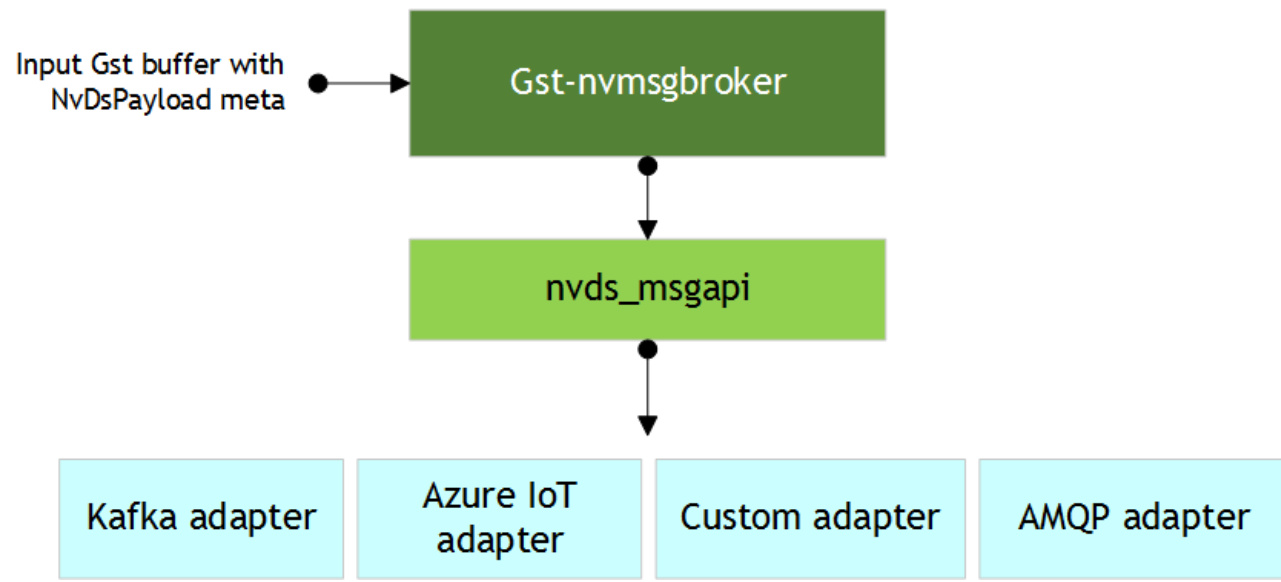 Input Gst buffer with
NvDsPayload meta
Gst-nvmsgbroker
nvds_msgapi
Kafka adapter
Azure IoT
adapter
Custom adapter
AMQP adapter